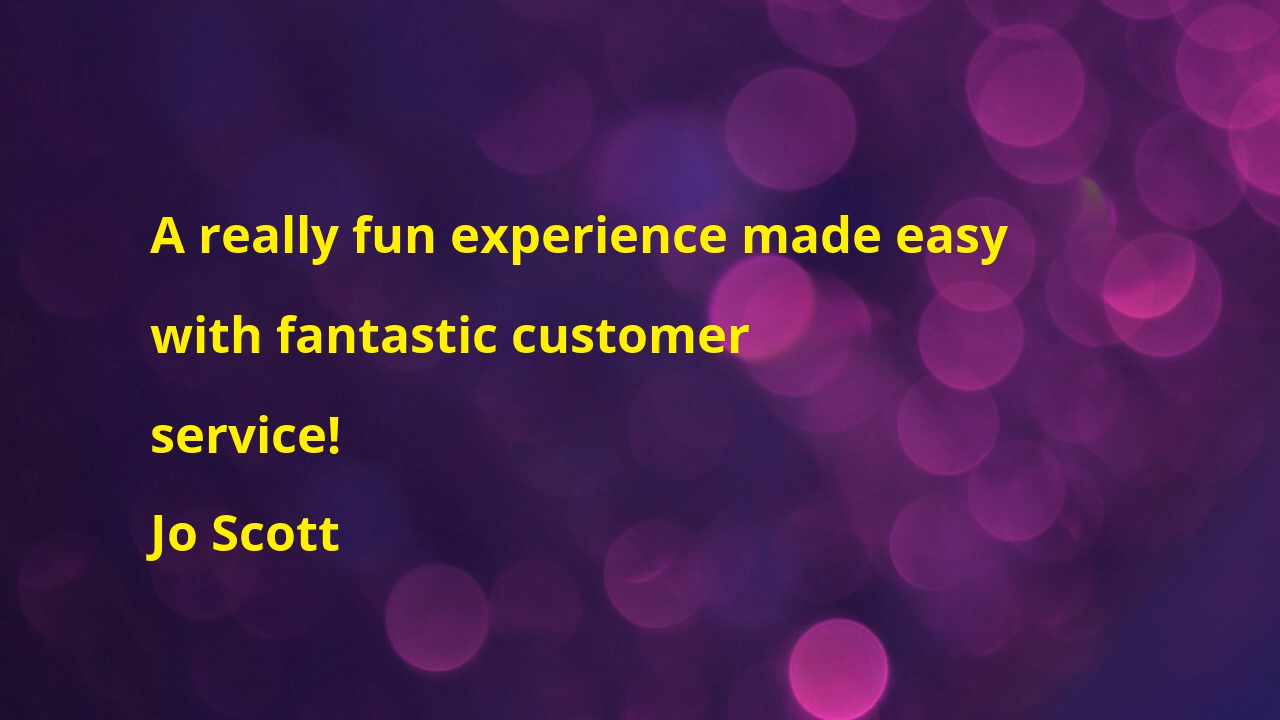 A really fun experience made easy
with fantastic customer
service!
Jo Scott